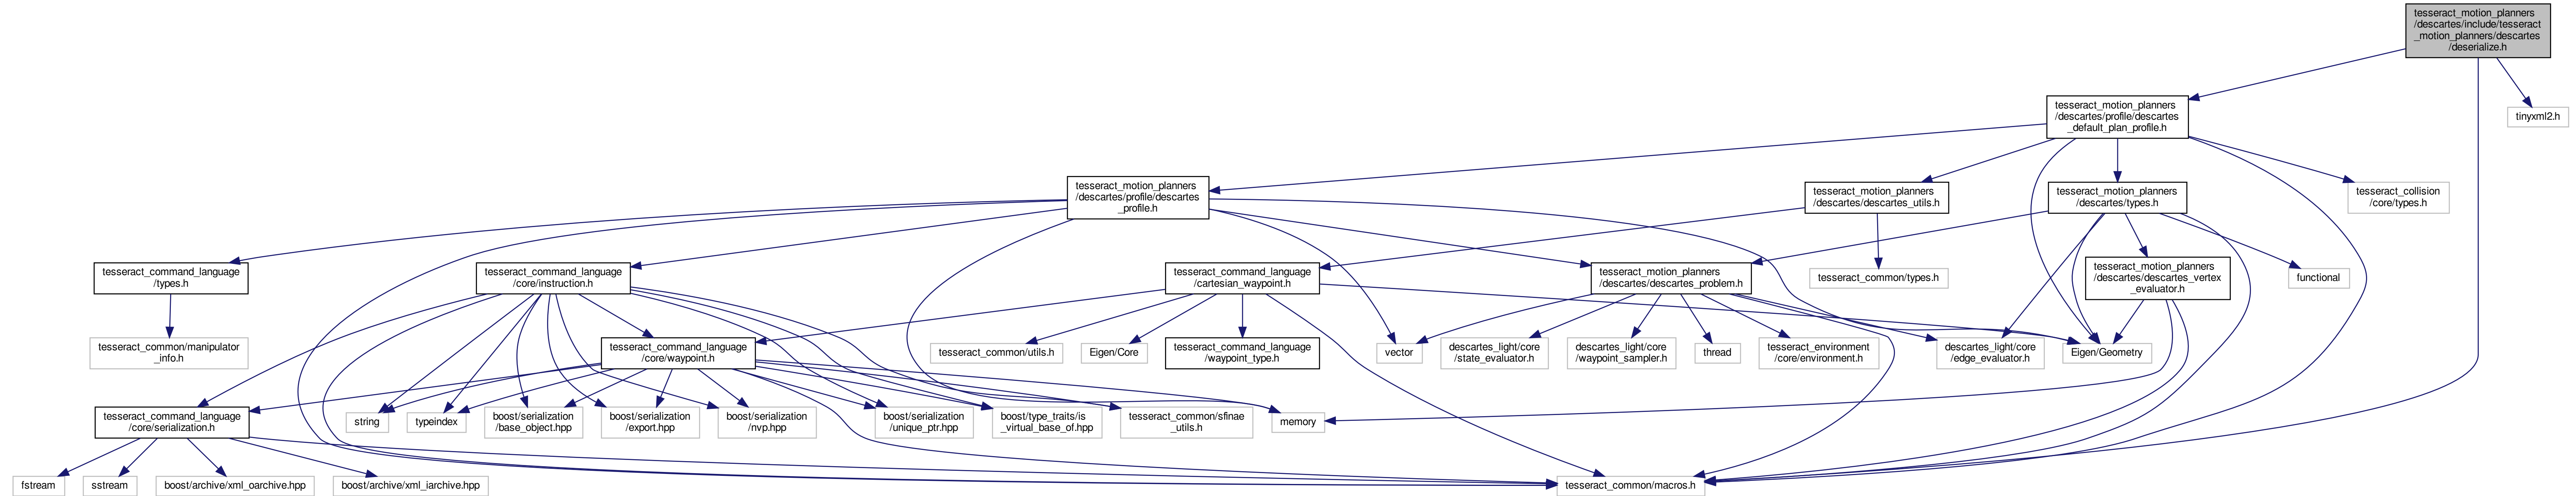 tesseract_motion_planners
/descartes/include/tesseract
_motion_planners/descartes
/deserialize.h
tesseract_motion_planners
/descartes/profile/descartes
_default_plan_profile.h
tinyxml2.h
tesseract_motion_planners
/descartes/profile/descartes
_profile.h
tesseract_motion_planners
/descartes/descartes_utils.h
tesseract_motion_planners
/descartes/types.h
tesseract_collision
/core/types.h
tesseract_command_language
/types.h
tesseract_command_language
/core/instruction.h
tesseract_command_language
/cartesian_waypoint.h
tesseract_motion_planners
/descartes/descartes_problem.h
tesseract_common/types.h
tesseract_motion_planners
/descartes/descartes_vertex
_evaluator.h
functional
tesseract_common/manipulator
_info.h
tesseract_command_language
/core/waypoint.h
tesseract_common/utils.h
Eigen/Core
tesseract_command_language
/waypoint_type.h
vector
descartes_light/core
/state_evaluator.h
descartes_light/core
/waypoint_sampler.h
thread
tesseract_environment
/core/environment.h
descartes_light/core
/edge_evaluator.h
Eigen/Geometry
tesseract_command_language
/core/serialization.h
string
typeindex
boost/serialization
/base_object.hpp
boost/serialization
/export.hpp
boost/serialization
/nvp.hpp
boost/serialization
/unique_ptr.hpp
boost/type_traits/is
_virtual_base_of.hpp
tesseract_common/sfinae
_utils.h
memory
fstream
sstream
boost/archive/xml_oarchive.hpp
boost/archive/xml_iarchive.hpp
tesseract_common/macros.h